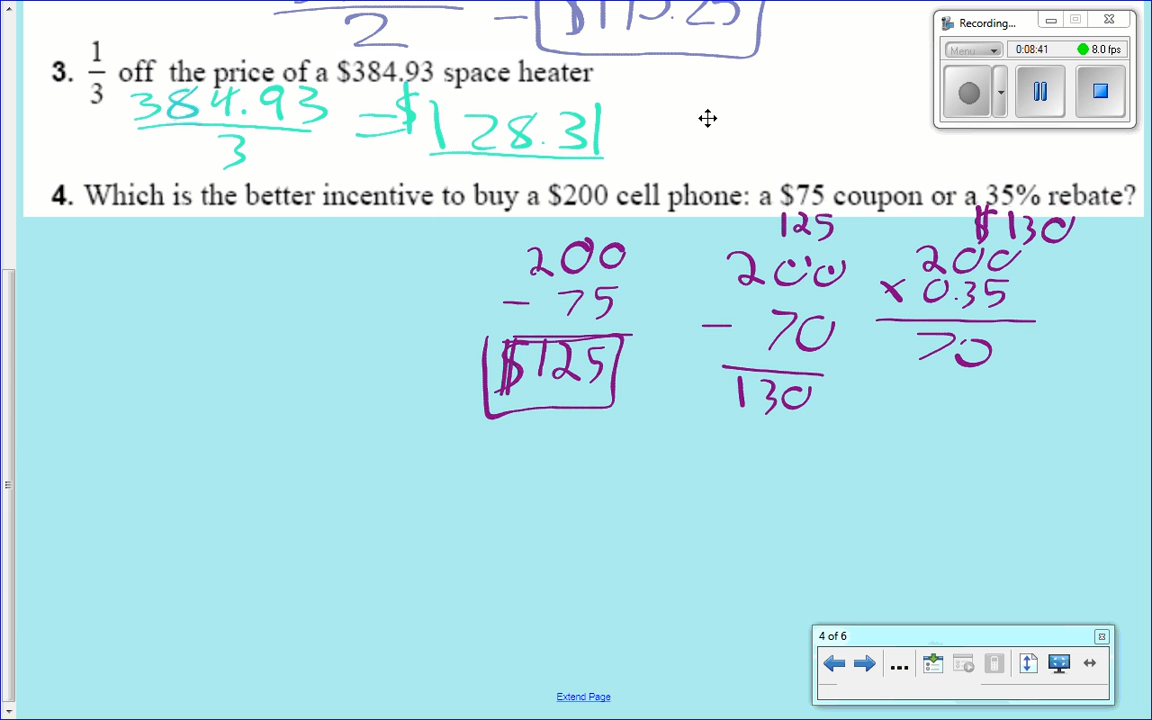 2 = $193.25
Recording...
Menu 0:08:41 8.0 fps
3. 1/3 off the price of a $384.93 space heater
384.93 / 3 = $128.31
4. Which is the better incentive to buy a $200 cell phone: a $75 coupon or a 35% rebate?
125 $130
200
- 75
$125
200
- 70
130
200
x 0.35
70
4 of 6
Extend Page